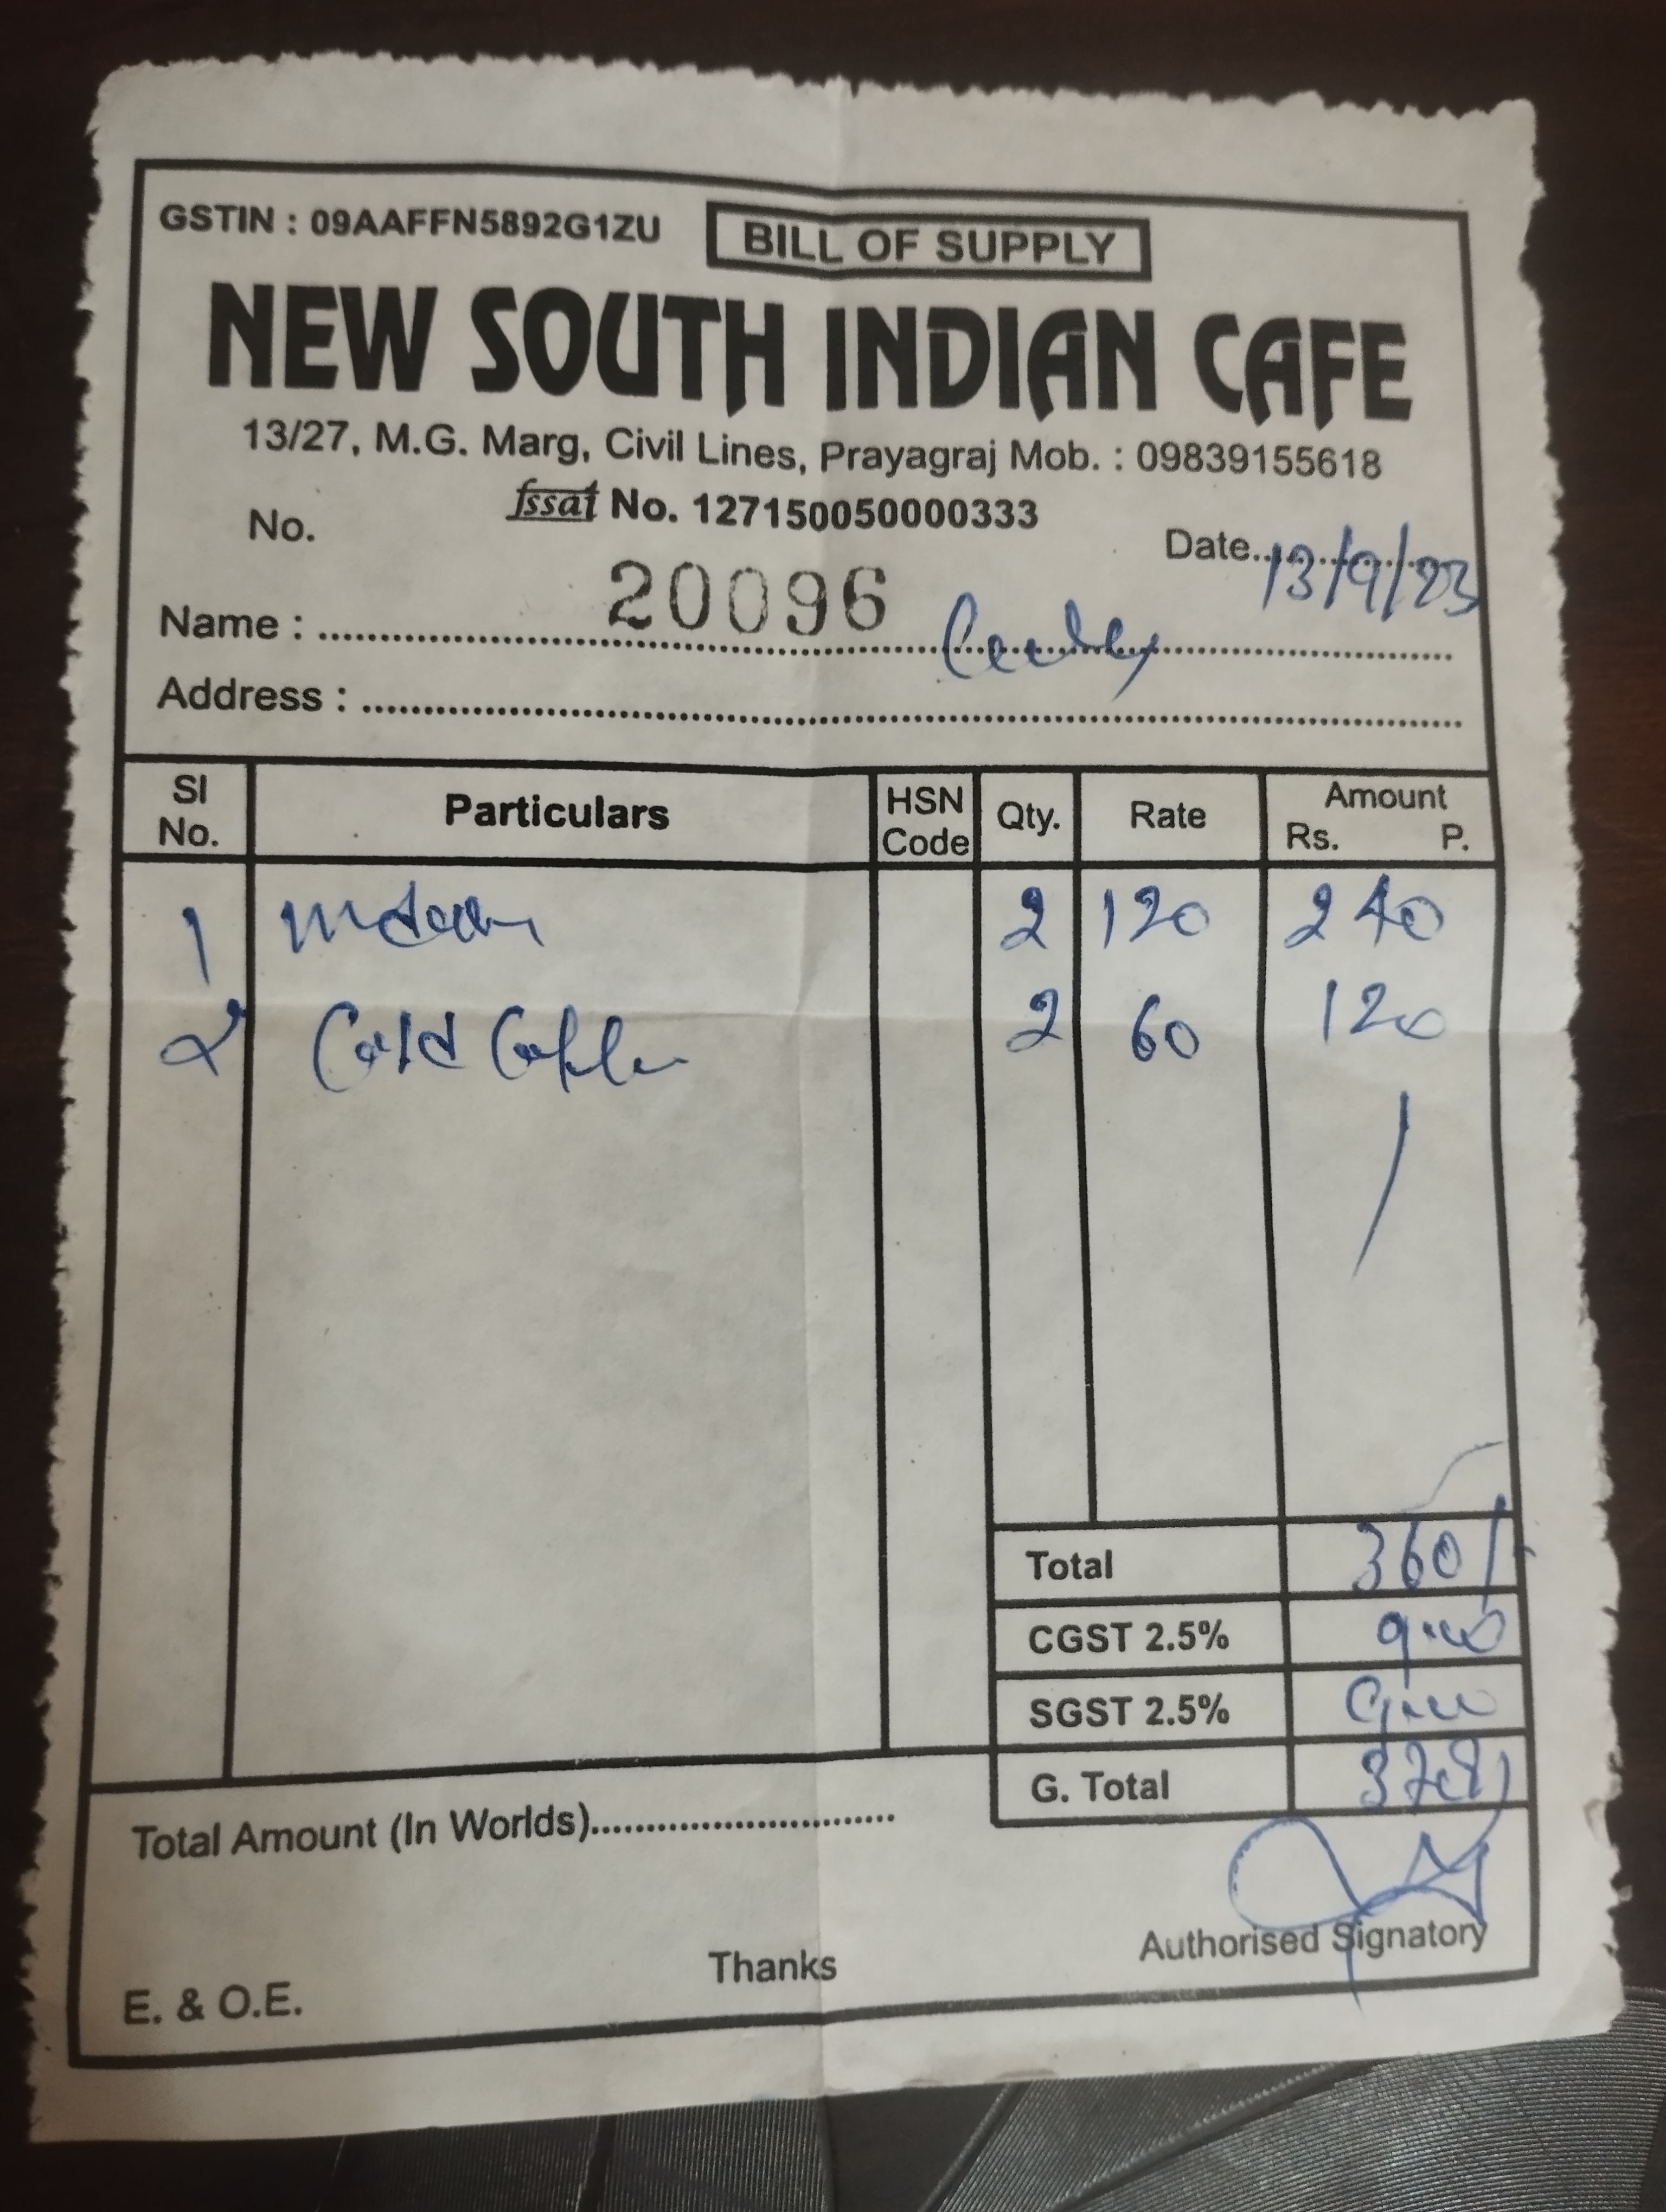 GSTIN : 09AAFFN5892G1ZU BILL OF SUPPLY
NEW SOUTH INDIAN CAFE
13/27, M.G. Marg, Civil Lines, Prayagraj Mob. : 09839155618
fssai No. 127150050000333
No. 20096 Date 13/9/23
Name :
Address :
Sl No. Particulars HSN Code Qty. Rate Amount Rs. P.
1 2 120 240
2 Cold Coffee 2 60 120
Total 360/-
CGST 2.5% 9.00
SGST 2.5% 9.00
G. Total 378/
Total Amount (In Worlds)
Authorised Signatory
Thanks
E. & O.E.